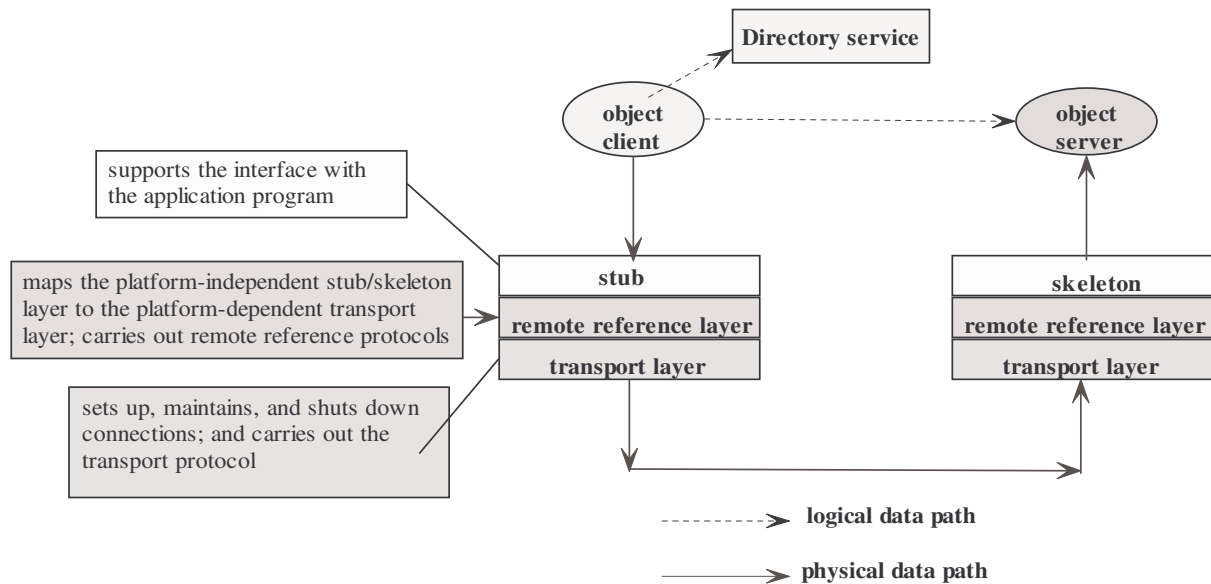 Directory service
object
client
object
server
supports the interface with
the application program
maps the platform-independent stub/skeleton
layer to the platform-dependent transport
layer; carries out remote reference protocols
sets up, maintains, and shuts down
connections; and carries out the
transport protocol
stub
remote reference layer
transport layer
skeleton
remote reference layer
transport layer
logical data path
physical data path